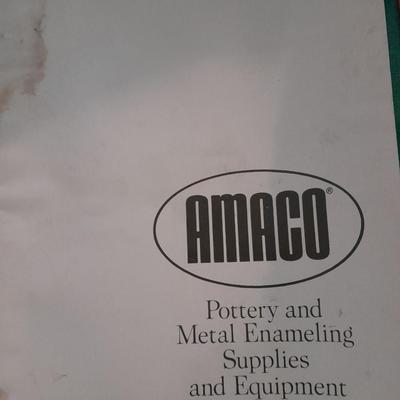 AMACO®
Pottery and
Metal Enameling
Supplies
and Equipment